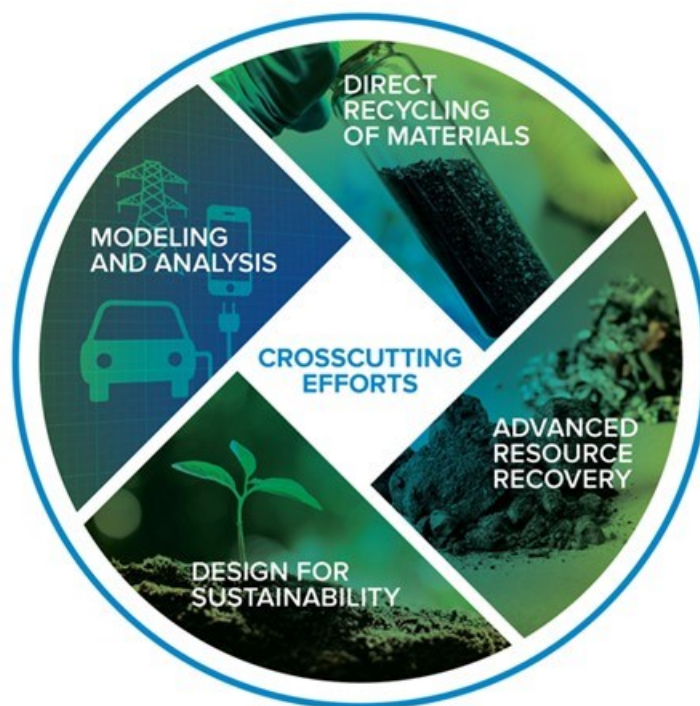 DIRECT
RECYCLING
OF MATERIALS
MODELING
AND ANALYSIS
CROSSCUTTING
EFFORTS
ADVANCED
RESOURCE
RECOVERY
DESIGN FOR
SUSTAINABILITY